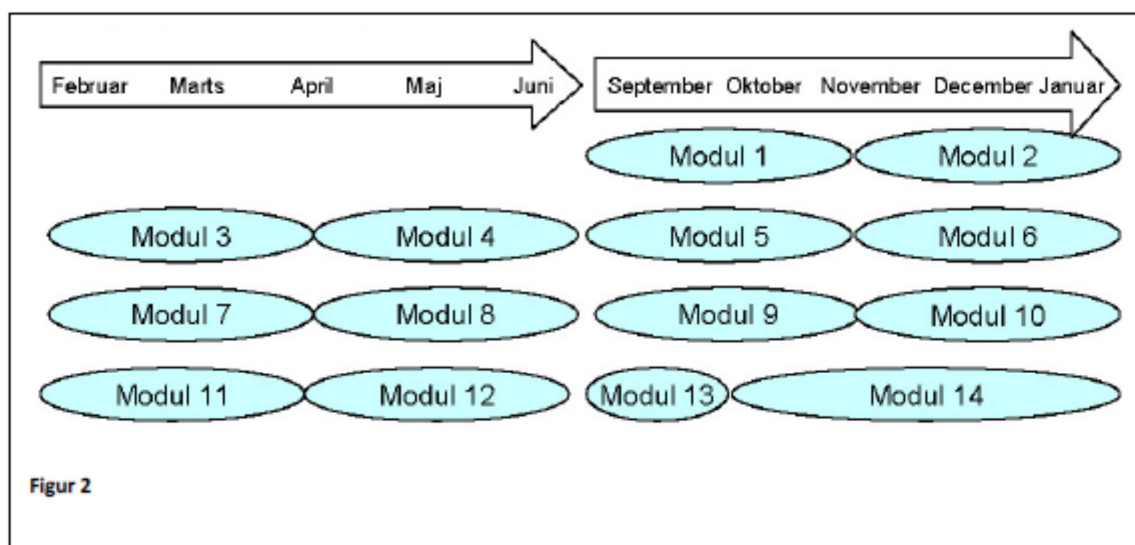 Februar Marts April Maj Juni September Oktober November December Januar
Modul 1 Modul 2
Modul 3 Modul 4 Modul 5 Modul 6
Modul 7 Modul 8 Modul 9 Modul 10
Modul 11 Modul 12 Modul 13 Modul 14
Figur 2